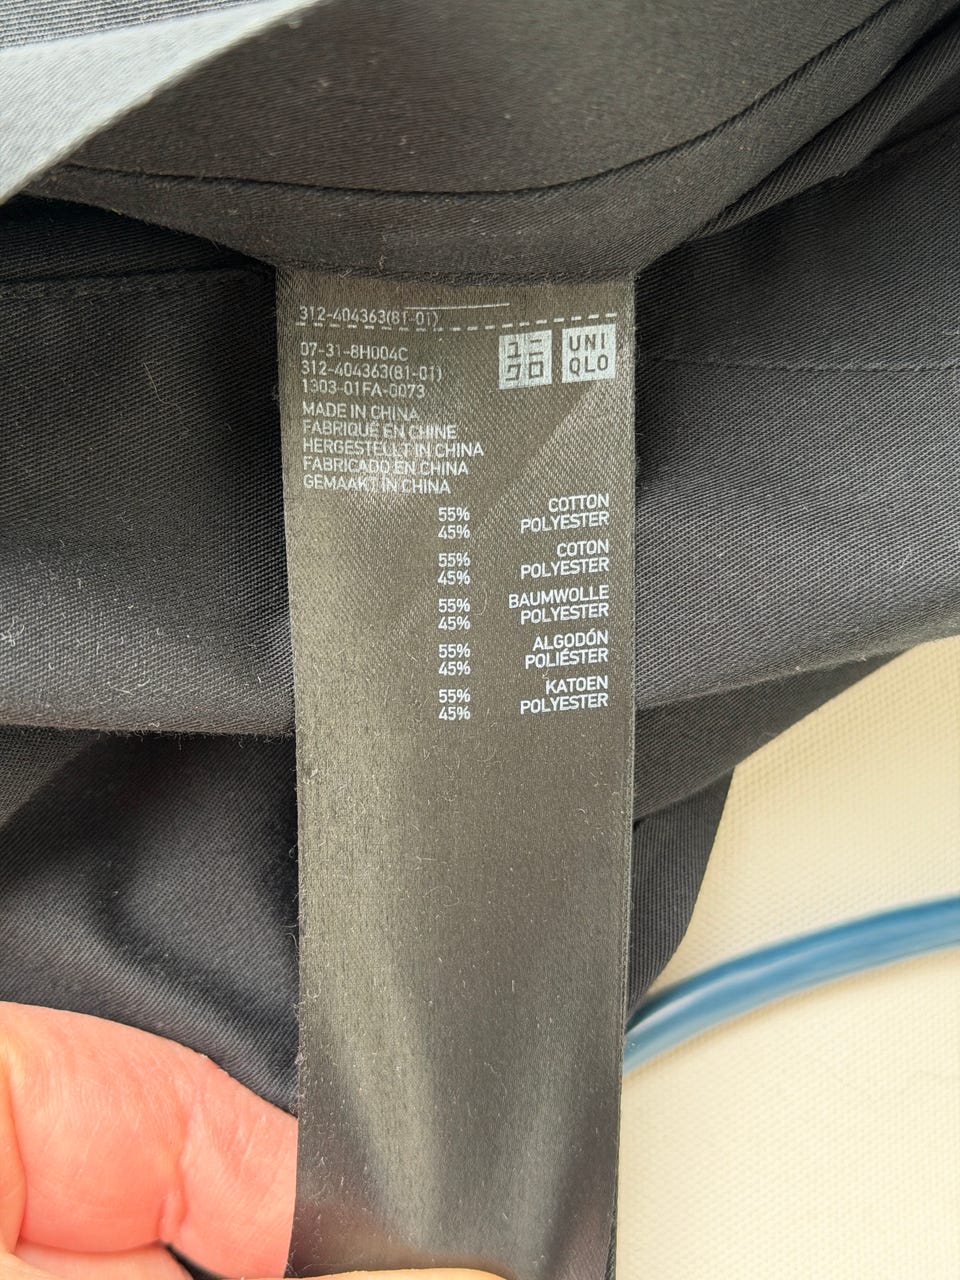 312-404363(81-01)
07-31-8H004C
312-404363(81-01)
1303-01FA-0073
ユニ
クロ
UNI
QLO
MADE IN CHINA
FABRIQUÉ EN CHINE
HERGESTELLT IN CHINA
FABRICADO EN CHINA
GEMAAKT IN CHINA
55% COTTON
45% POLYESTER
55% COTON
45% POLYESTER
55% BAUMWOLLE
45% POLYESTER
55% ALGODÓN
45% POLIÉSTER
55% KATOEN
45% POLYESTER